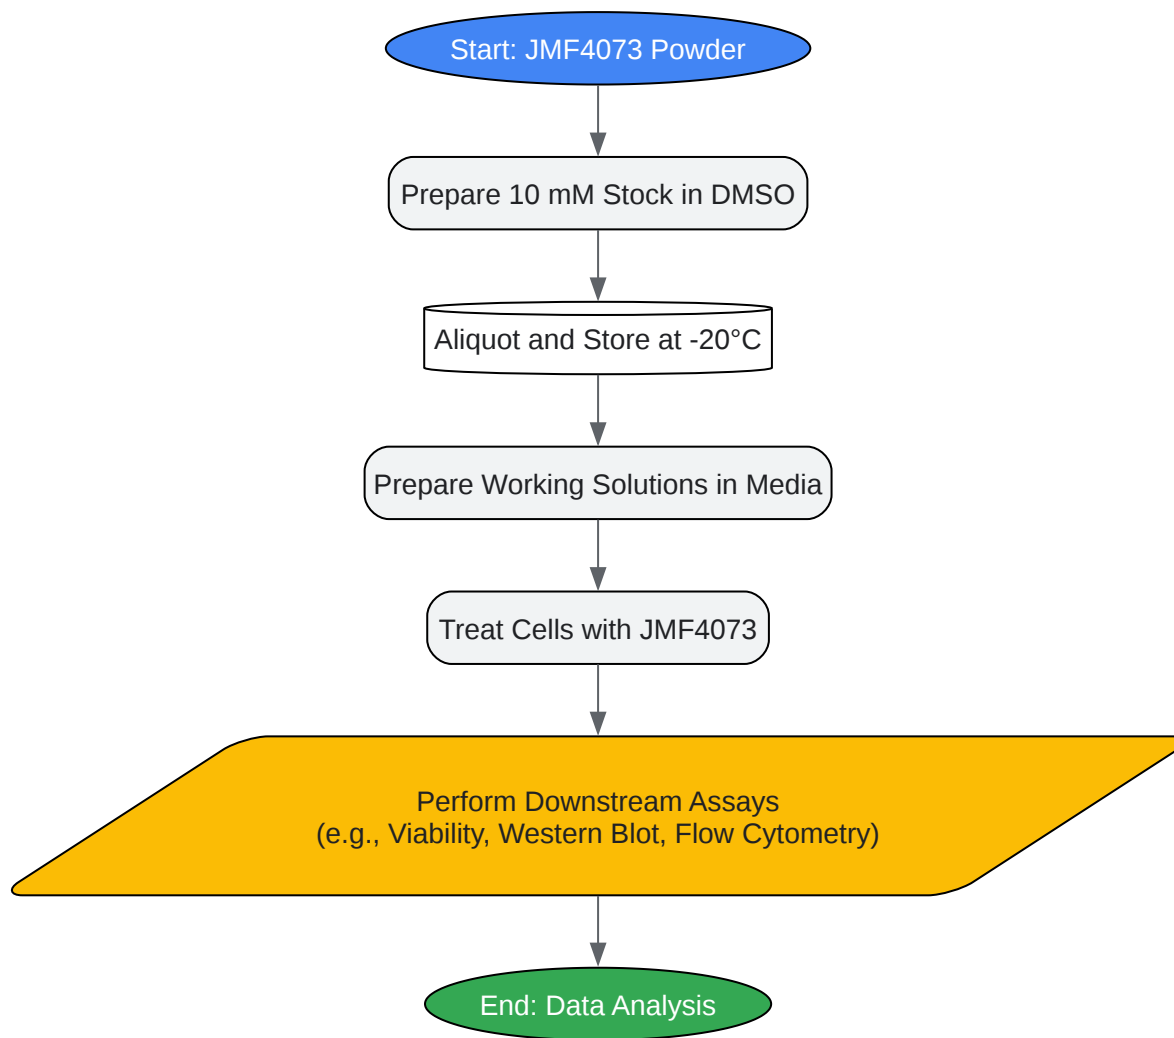 Start: JMF4073 Powder
Prepare 10 mM Stock in DMSO
Aliquot and Store at -20°C
Prepare Working Solutions in Media
Treat Cells with JMF4073
Perform Downstream Assays
(e.g., Viability, Western Blot, Flow Cytometry)
End: Data Analysis